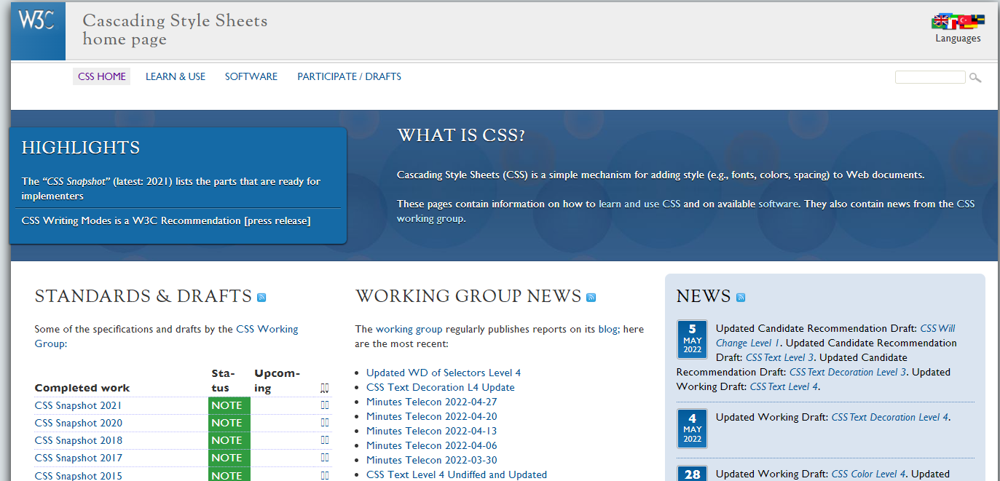 W3C
Cascading Style Sheets
home page
Languages
CSS HOME
LEARN & USE
SOFTWARE
PARTICIPATE / DRAFTS
HIGHLIGHTS
The “CSS Snapshot” (latest: 2021) lists the parts that are ready for
implementers
CSS Writing Modes is a W3C Recommendation [press release]
WHAT IS CSS?
Cascading Style Sheets (CSS) is a simple mechanism for adding style (e.g., fonts, colors, spacing) to Web documents.
These pages contain information on how to learn and use CSS and on available software. They also contain news from the CSS
working group.
STANDARDS & DRAFTS
Some of the specifications and drafts by the CSS Working
Group:
Completed work
Sta-
tus
Upcom-
ing
CSS Snapshot 2021 NOTE
CSS Snapshot 2020 NOTE
CSS Snapshot 2018 NOTE
CSS Snapshot 2017 NOTE
CSS Snapshot 2015 NOTE
WORKING GROUP NEWS
The working group regularly publishes reports on its blog; here
are the most recent:
• Updated WD of Selectors Level 4
• CSS Text Decoration L4 Update
• Minutes Telecon 2022-04-27
• Minutes Telecon 2022-04-20
• Minutes Telecon 2022-04-13
• Minutes Telecon 2022-04-06
• Minutes Telecon 2022-03-30
• CSS Text Level 4 Undiffed and Updated
NEWS
5
MAY
2022
Updated Candidate Recommendation Draft: CSS Will
Change Level 1. Updated Candidate Recommendation
Draft: CSS Text Level 3. Updated Candidate
Recommendation Draft: CSS Text Decoration Level 3. Updated
Working Draft: CSS Text Level 4.
4
MAY
2022
Updated Working Draft: CSS Text Decoration Level 4.
28
Updated Working Draft: CSS Color Level 4. Updated